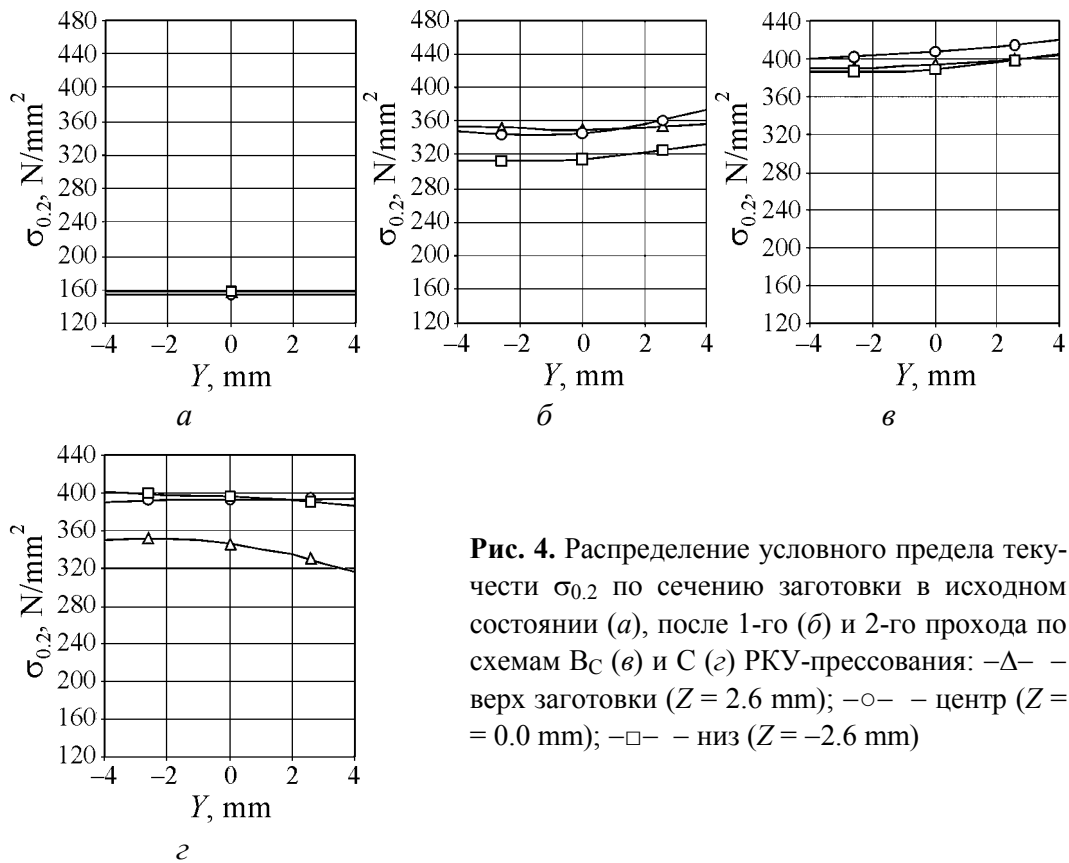 480
440
400
360
320
280
240
200
160
120
σ0.2, N/mm2
–4 –2 0 2 4
Y, mm
а
480
440
400
360
320
280
240
200
160
120
σ0.2, N/mm2
–4 –2 0 2 4
Y, mm
б
440
400
360
320
280
240
200
160
120
σ0.2, N/mm2
–4 –2 0 2 4
Y, mm
в
440
400
360
320
280
240
200
160
120
σ0.2, N/mm2
–4 –2 0 2 4
Y, mm
г
Рис. 4. Распределение условного предела теку-
чести σ0.2 по сечению заготовки в исходном
состоянии (а), после 1-го (б) и 2-го прохода по
схемам BC (в) и C (г) РКУ-прессования: –Δ– –
верх заготовки (Z = 2.6 mm); –○– – центр (Z =
= 0.0 mm); –□– – низ (Z = –2.6 mm)